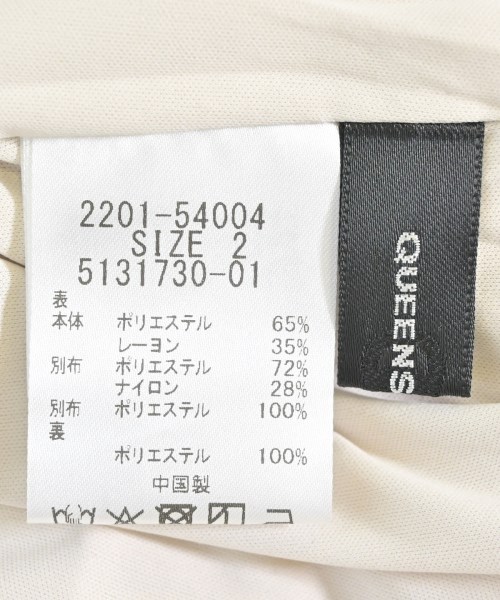 2201-54004
SIZE 2
5131730-01
表
本体 ポリエステル 65%
レーヨン 35%
別布 ポリエステル 72%
ナイロン 28%
別布 ポリエステル 100%
裏
ポリエステル 100%
中国製
QUEENS